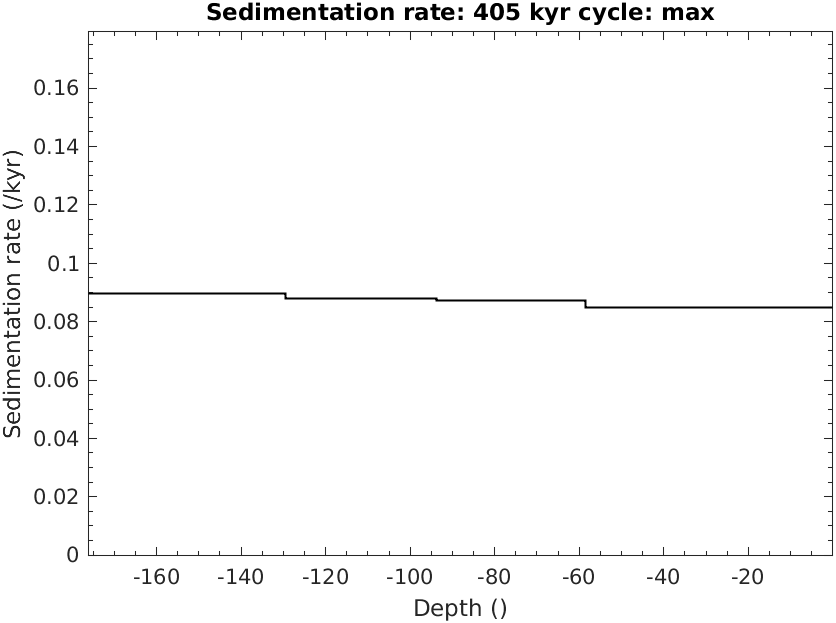 Sedimentation rate: 405 kyr cycle: max
Sedimentation rate (/kyr)
0.16
0.14
0.12
0.1
0.08
0.06
0.04
0.02
0
-160 -140 -120 -100 -80 -60 -40 -20
Depth ()